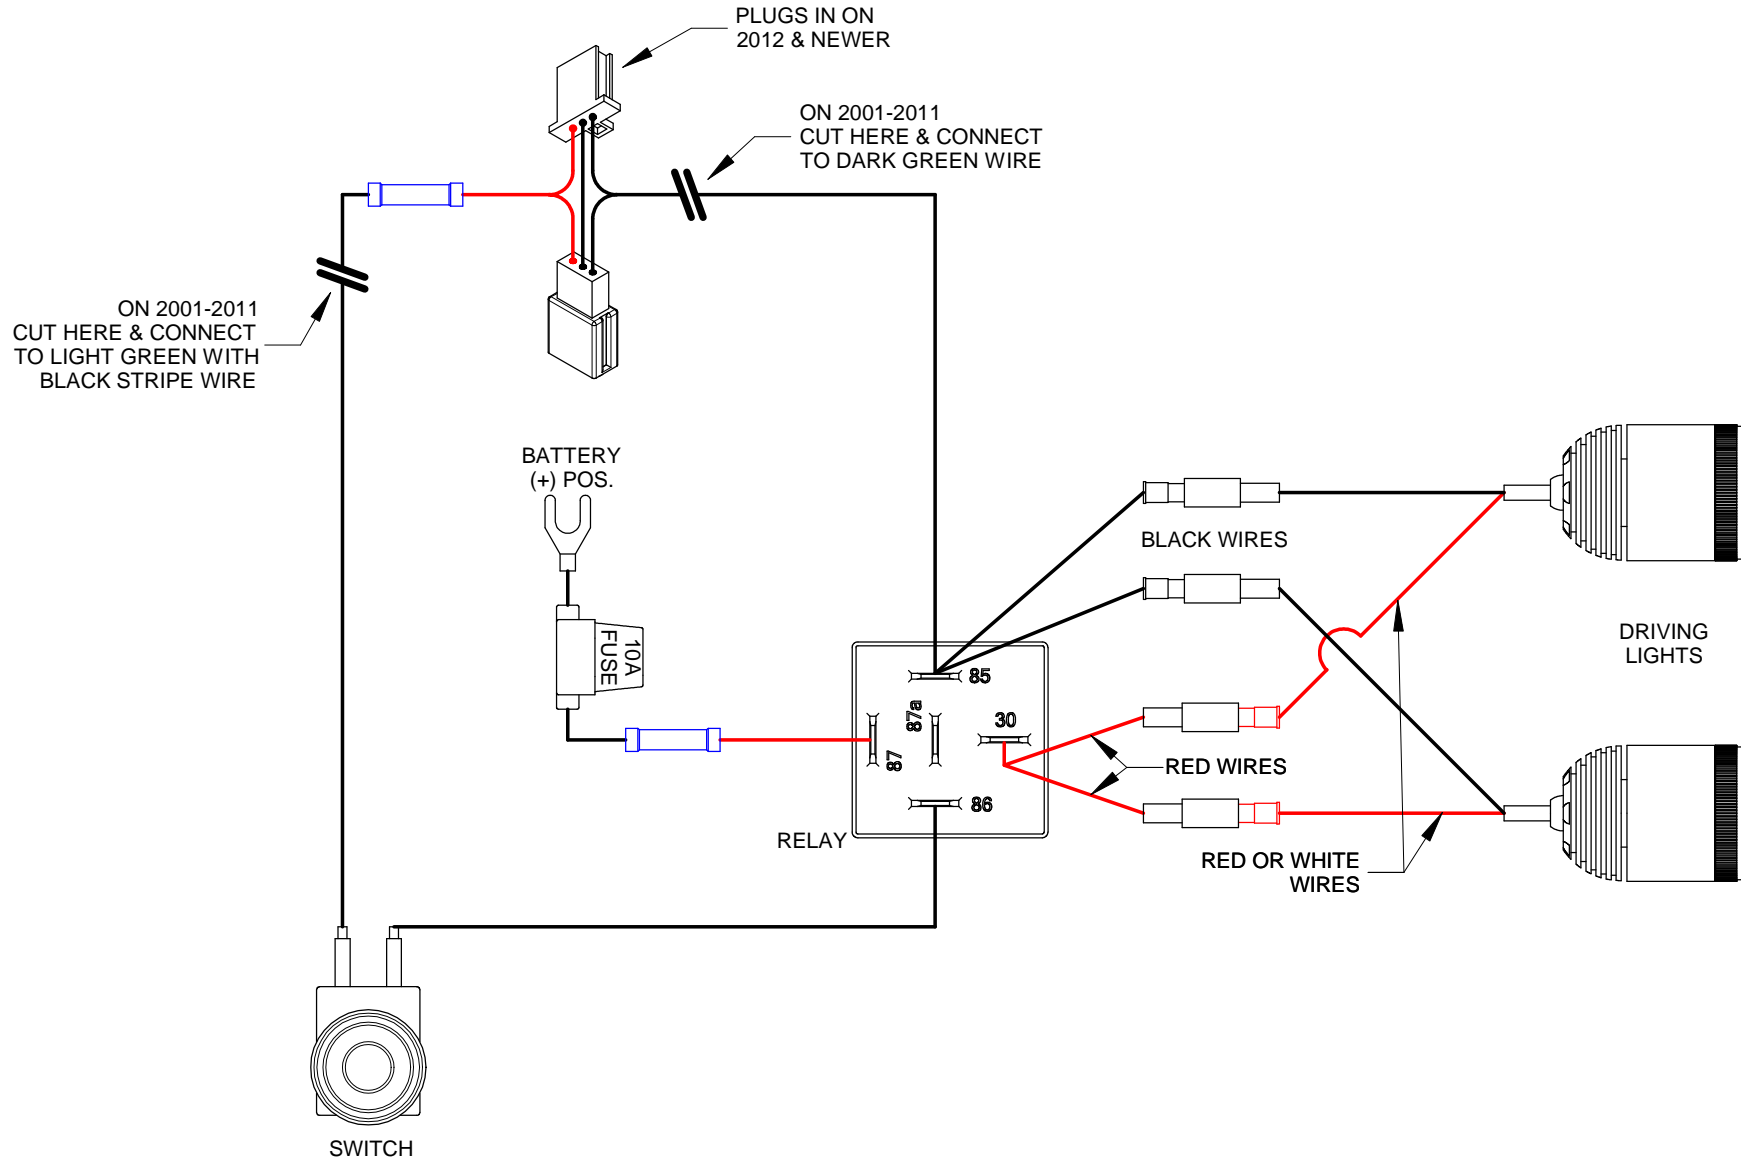 PLUGS IN ON
2012 & NEWER
ON 2001-2011
CUT HERE & CONNECT
TO DARK GREEN WIRE
ON 2001-2011
CUT HERE & CONNECT
TO LIGHT GREEN WITH
BLACK STRIPE WIRE
BATTERY
(+) POS.
10A
FUSE
BLACK WIRES
DRIVING
LIGHTS
85
87a
30
87
86
RED WIRES
RELAY
RED OR WHITE
WIRES
SWITCH